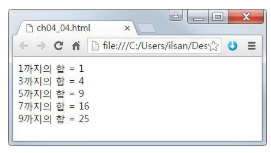 ch04_04.html
file:///C:/Users/ilsan/Des
1까지의 합 = 1
3까지의 합 = 4
5까지의 합 = 9
7까지의 합 = 16
9까지의 합 = 25